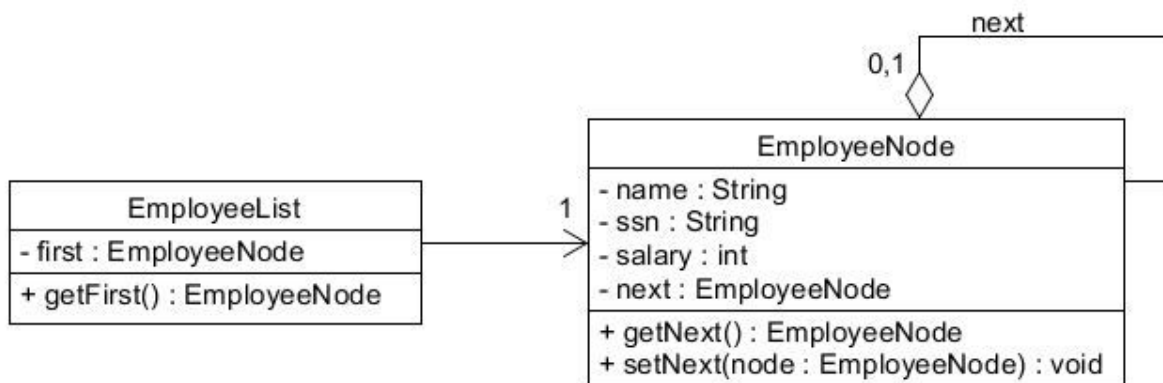 next
0,1
EmployeeNode
- name : String
- ssn : String
- salary : int
- next : EmployeeNode
+ getNext() : EmployeeNode
+ setNext(node : EmployeeNode) : void
EmployeeList
- first : EmployeeNode
+ getFirst() : EmployeeNode
1